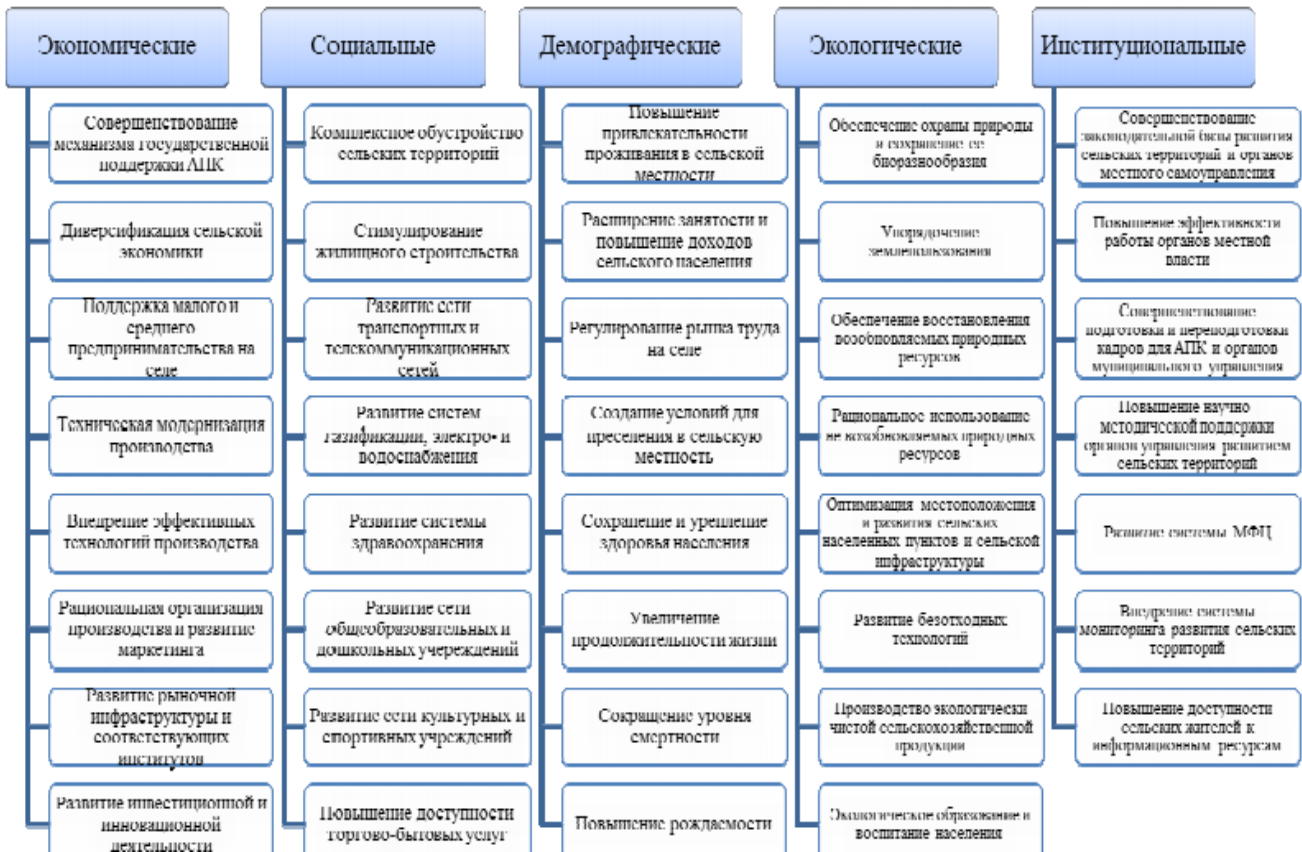 Экономические
Совершенствование
механизма государственной
поддержки АПК
Диверсификация сельской
экономики
Поддержка малого и
среднего
предпринимательства на
селе
Техническая модернизация
производства
Внедрение эффективных
технологий производства
Рациональная организация
производства и развитие
маркетинга
Развитие рыночной
инфраструктуры и
соответствующих
институтов
Развитие инвестиционной и
инновационной
деятельности
Социальные
Комплексное обустройство
сельских территорий
Стимулирование
жилищного строительства
Развитие сети
транспортных и
телекоммуникационных
сетей
Развитие систем
газификации, электро- и
водоснабжения
Развитие системы
здравоохранения
Развитие сети
общеобразовательных и
дошкольных учереждений
Развитие сети культурных и
спортивных учреждений
Повышение доступности
торгово-бытовых услуг
Демографические
Повышение
привлекательности
проживания в сельской
местности
Расширение занятости и
повышение доходов
сельского населения
Регулирование рынка труда
на селе
Создание условий для
преселения в сельскую
местность
Сохранение и урепление
здоровья населения
Увеличение
продолжительности жизни
Сокращение уровня
смертности
Повышение рождаемости
Экологические
Обеспечение охраны природы
и сохранение ее
биоразнообразия
Упорядочение
землепользования
Обеспечение восстановления
возобновляемых природных
ресурсов
Рациональное использование
не возобновляемых природных
ресурсов
Оптимизация местоположения
и развития сельских
населенных пунктов и сельской
инфраструктуры
Развитие безотходных
технологий
Производство экологически
чистой сельскохозяйственной
продукции
Экологическое образование и
воспитание населения
Институциональные
Совершенствование
законодательной базы развития
сельских территорий и органов
местного самоуправления
Повышение эффективности
работы органов местной
власти
Совершенствование
подготовки и переподготовки
кадров для АПК и органов
муниципального управления
Повышение научно
методической поддержки
органов управления развитием
сельских территорий
Развитие системы МФЦ
Внедрение системы
мониторинга развития сельских
территорий
Повышение доступности
сельских жителей к
информационным ресурсам